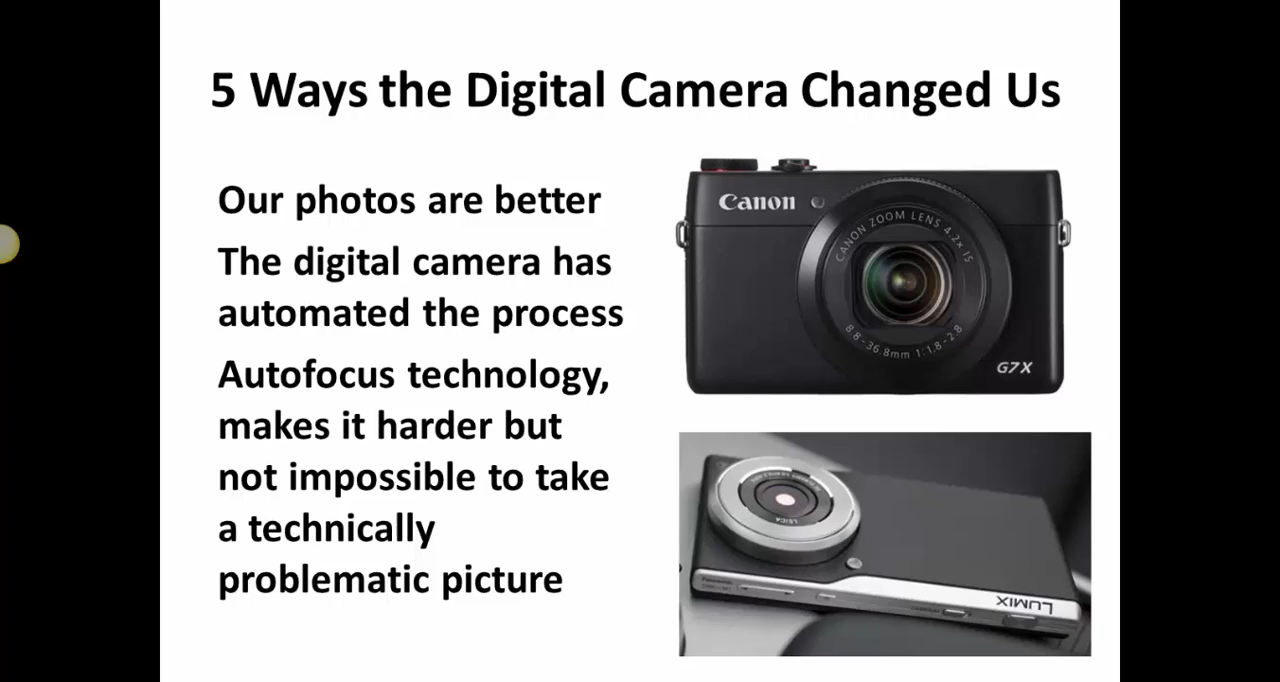 5 Ways the Digital Camera Changed Us
Our photos are better
The digital camera has
automated the process
Autofocus technology,
makes it harder but
not impossible to take
a technically
problematic picture
Canon
CANON ZOOM LENS 4.2x IS
8.8-36.8mm 1:1.8-2.8
G7X
LEICA
LUMIX